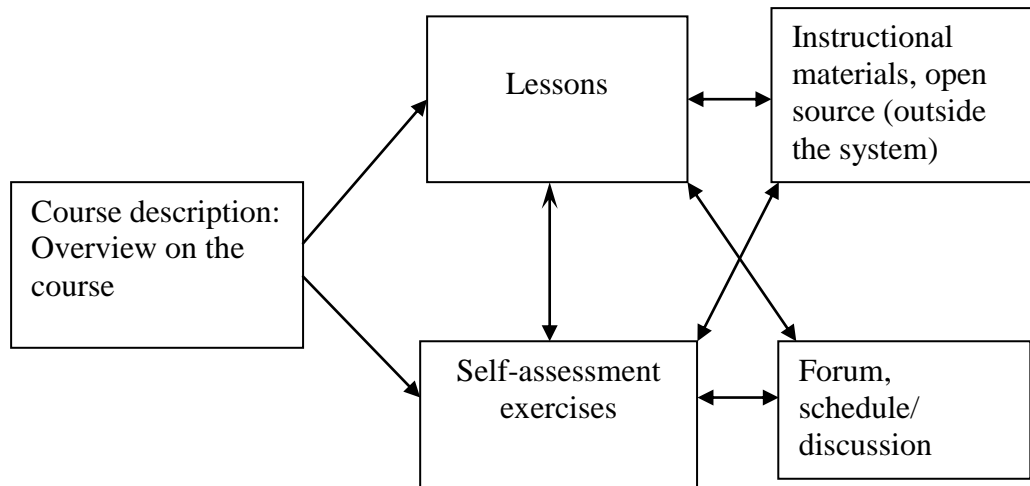 Course description:
Overview on the
course
Lessons
Instructional
materials, open
source (outside
the system)
Self-assessment
exercises
Forum,
schedule/
discussion